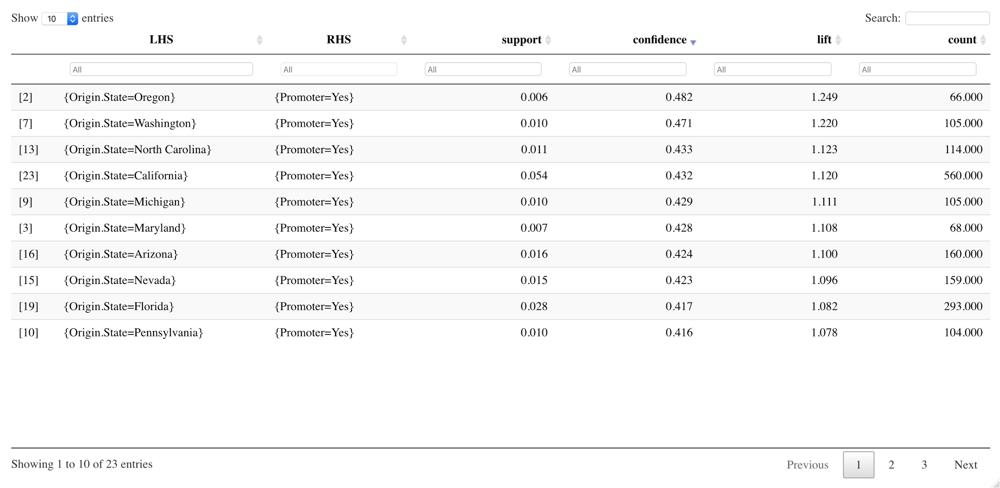 Show 10 entries Search:
LHS RHS support confidence lift count
All All All All All All
[2] {Origin.State=Oregon} {Promoter=Yes} 0.006 0.482 1.249 66.000
[7] {Origin.State=Washington} {Promoter=Yes} 0.010 0.471 1.220 105.000
[13] {Origin.State=North Carolina} {Promoter=Yes} 0.011 0.433 1.123 114.000
[23] {Origin.State=California} {Promoter=Yes} 0.054 0.432 1.120 560.000
[9] {Origin.State=Michigan} {Promoter=Yes} 0.010 0.429 1.111 105.000
[3] {Origin.State=Maryland} {Promoter=Yes} 0.007 0.428 1.108 68.000
[16] {Origin.State=Arizona} {Promoter=Yes} 0.016 0.424 1.100 160.000
[15] {Origin.State=Nevada} {Promoter=Yes} 0.015 0.423 1.096 159.000
[19] {Origin.State=Florida} {Promoter=Yes} 0.028 0.417 1.082 293.000
[10] {Origin.State=Pennsylvania} {Promoter=Yes} 0.010 0.416 1.078 104.000
Showing 1 to 10 of 23 entries Previous 1 2 3 Next